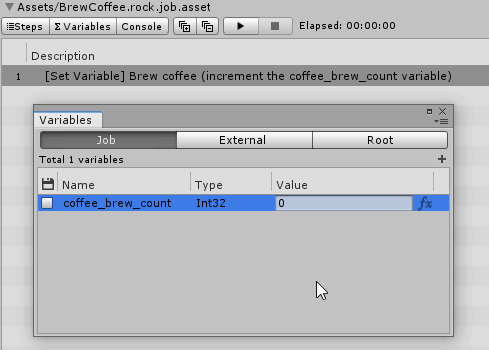 Assets/BrewCoffee.rock.job.asset
Steps Σ Variables Console Elapsed: 00:00:00
Description
1 [Set Variable] Brew coffee (increment the coffee_brew_count variable)
Variables
Job External Root
Total 1 variables +
Name Type Value
coffee_brew_count Int32 0 fx